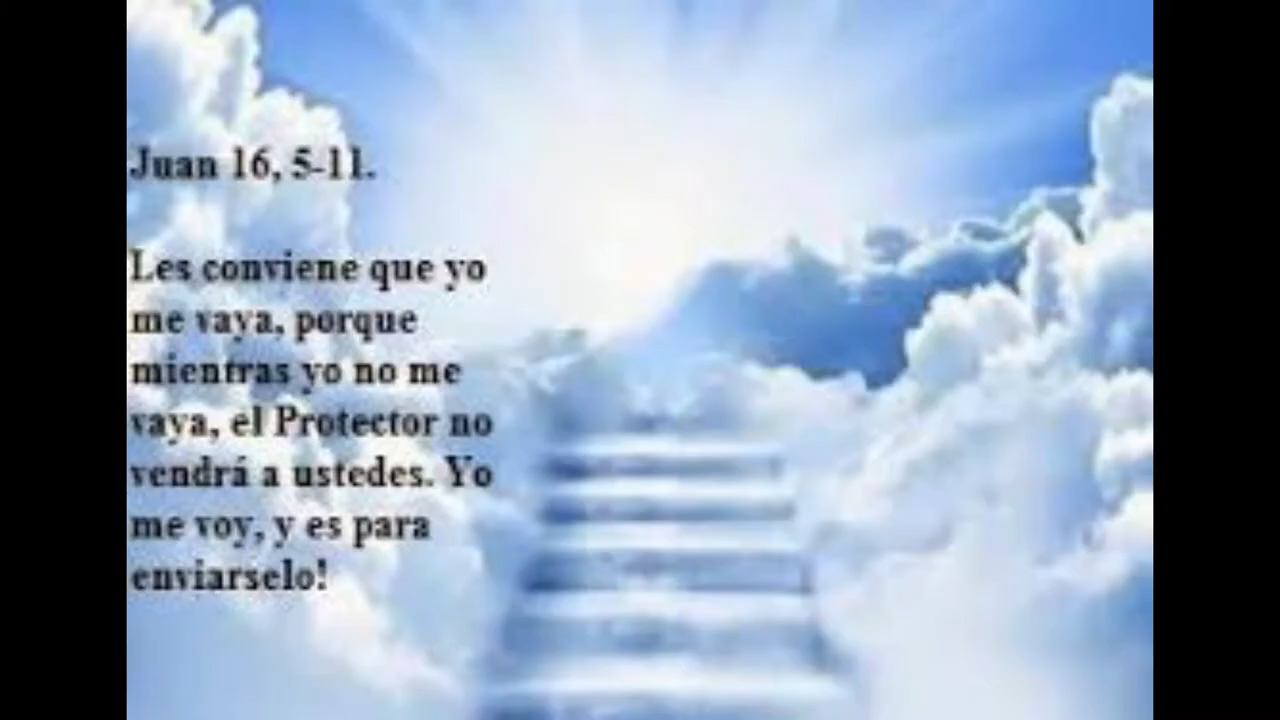 Juan 16, 5-11.
Les conviene que yo
me vaya, porque
mientras yo no me
vaya, el Protector no
vendrá a ustedes. Yo
me voy, y es para
enviarselo!